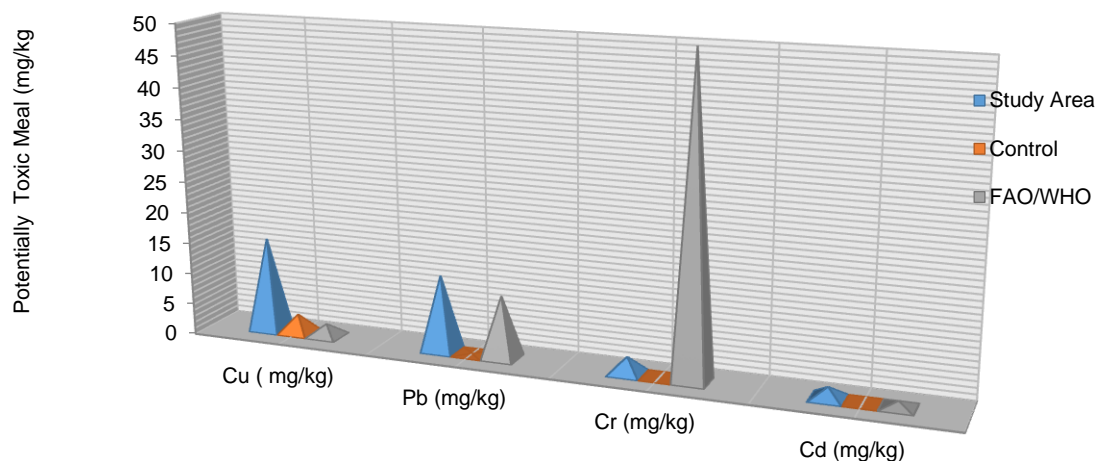 Potentially Toxic Meal (mg/kg
50
45
40
35
30
25
20
15
10
5
0
Cu ( mg/kg)
Pb (mg/kg)
Cr (mg/kg)
Cd (mg/kg)
Study Area
Control
FAO/WHO